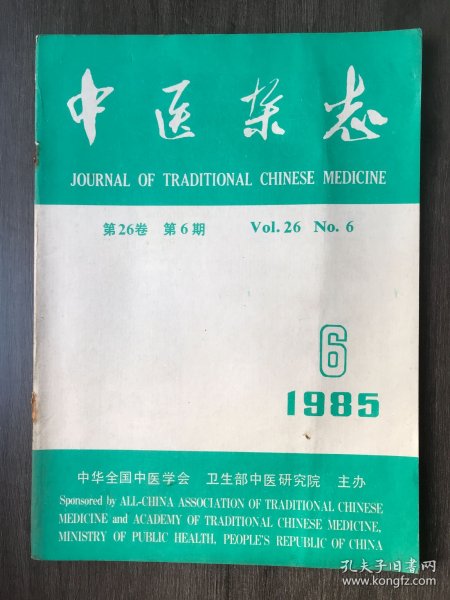 中医杂志
JOURNAL OF TRADITIONAL CHINESE MEDICINE
第26卷 第6期 Vol. 26 No. 6
6
1985
中华全国中医学会 卫生部中医研究院 主办
Sponsored by ALL-CHINA ASSOCIATION OF TRADITIONAL CHINESE
MEDICINE and ACADEMY OF TRADITIONAL CHINESE MEDICINE,
MINISTRY OF PUBLIC HEALTH, PEOPLE'S REPUBLIC OF CHINA
孔夫子旧书网
www.kongfz.com